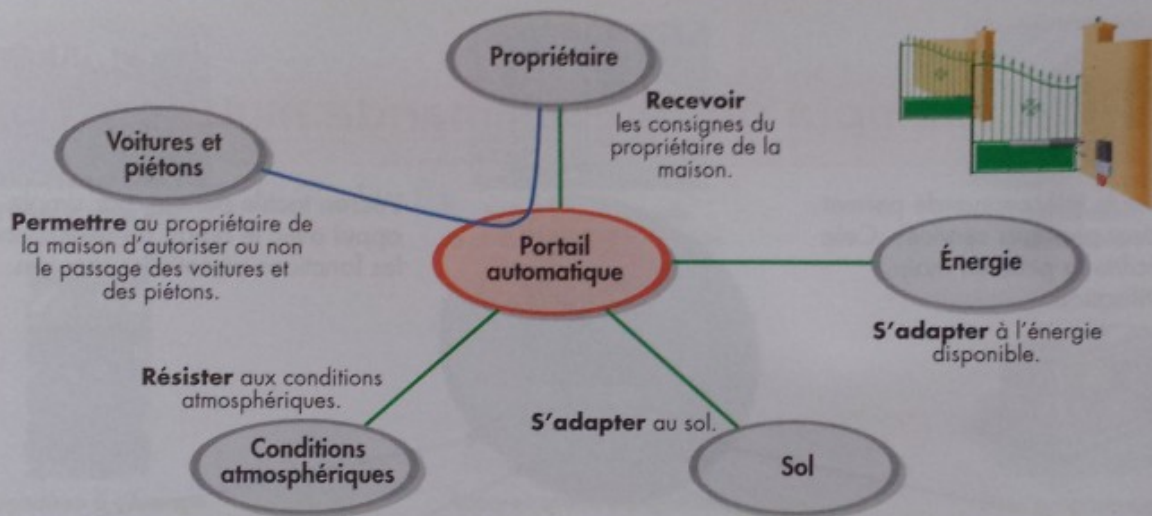 Propriétaire
Recevoir
les consignes du
propriétaire de la
maison.
Voitures et
piétons
Permettre au propriétaire de
la maison d'autoriser ou non
le passage des voitures et
des piétons.
Portail
automatique
Énergie
S'adapter à l'énergie
disponible.
Résister aux conditions
atmosphériques.
S'adapter au sol.
Conditions
atmosphériques
Sol